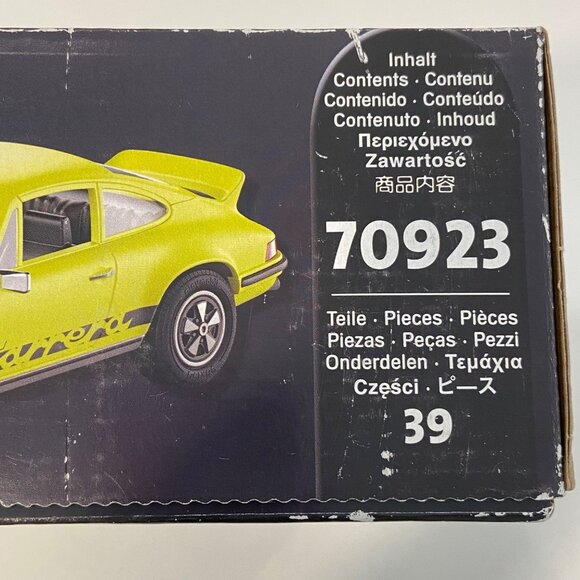 Inhalt
Contents · Contenu
Contenido · Conteúdo
Contenuto · Inhoud
Περιεχόμενο
Zawartość
商品内容
70923
Teile · Pieces · Pièces
Piezas · Peças · Pezzi
Onderdelen · Τεμάχια
Części · ピース
39
arrera